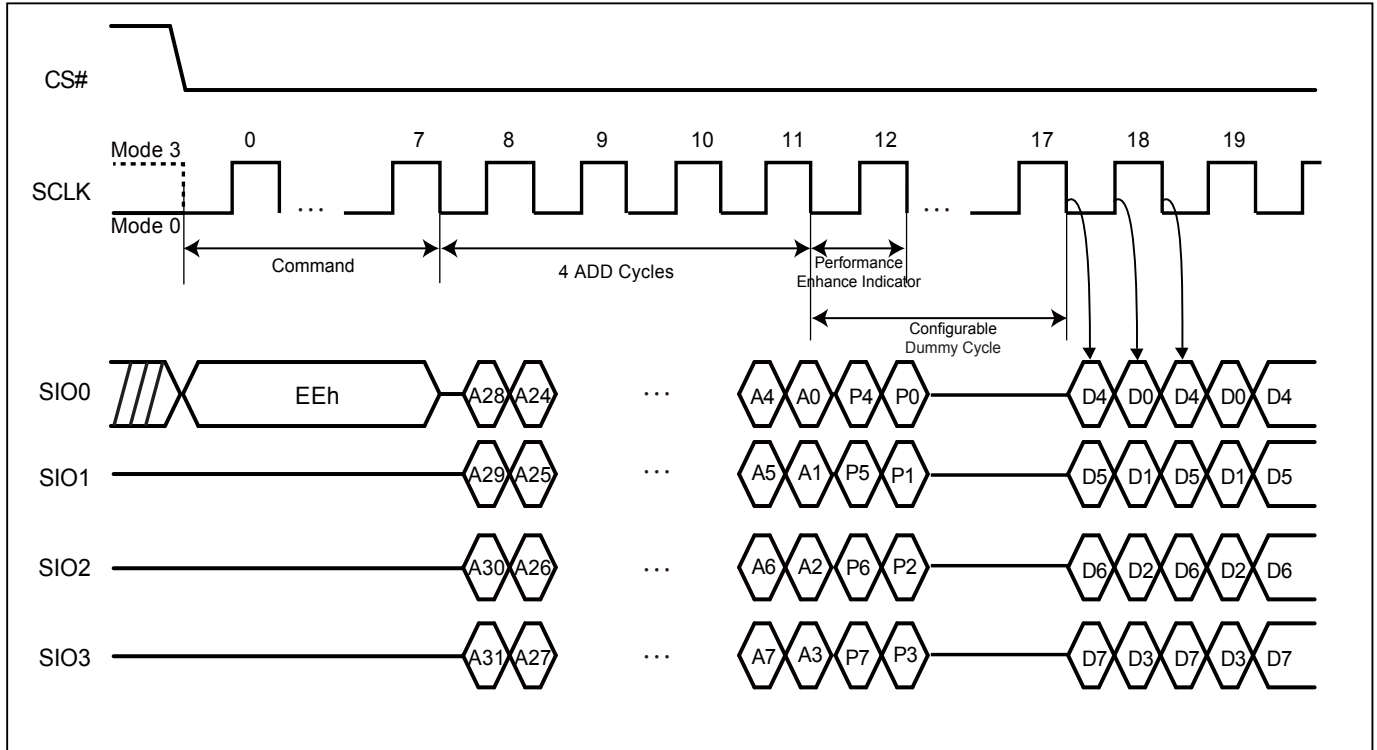 CS#
0 7 8 9 10 11 12 17 18 19
Mode 3
SCLK
...
...
Mode 0
Command
4 ADD Cycles
Performance
Enhance Indicator
Configurable
Dummy Cycle
SIO0 EEh A28 A24 ... A4 A0 P4 P0 D4 D0 D4 D0 D4
SIO1 A29 A25 ... A5 A1 P5 P1 D5 D1 D5 D1 D5
SIO2 A30 A26 ... A6 A2 P6 P2 D6 D2 D6 D2 D6
SIO3 A31 A27 ... A7 A3 P7 P3 D7 D3 D7 D3 D7